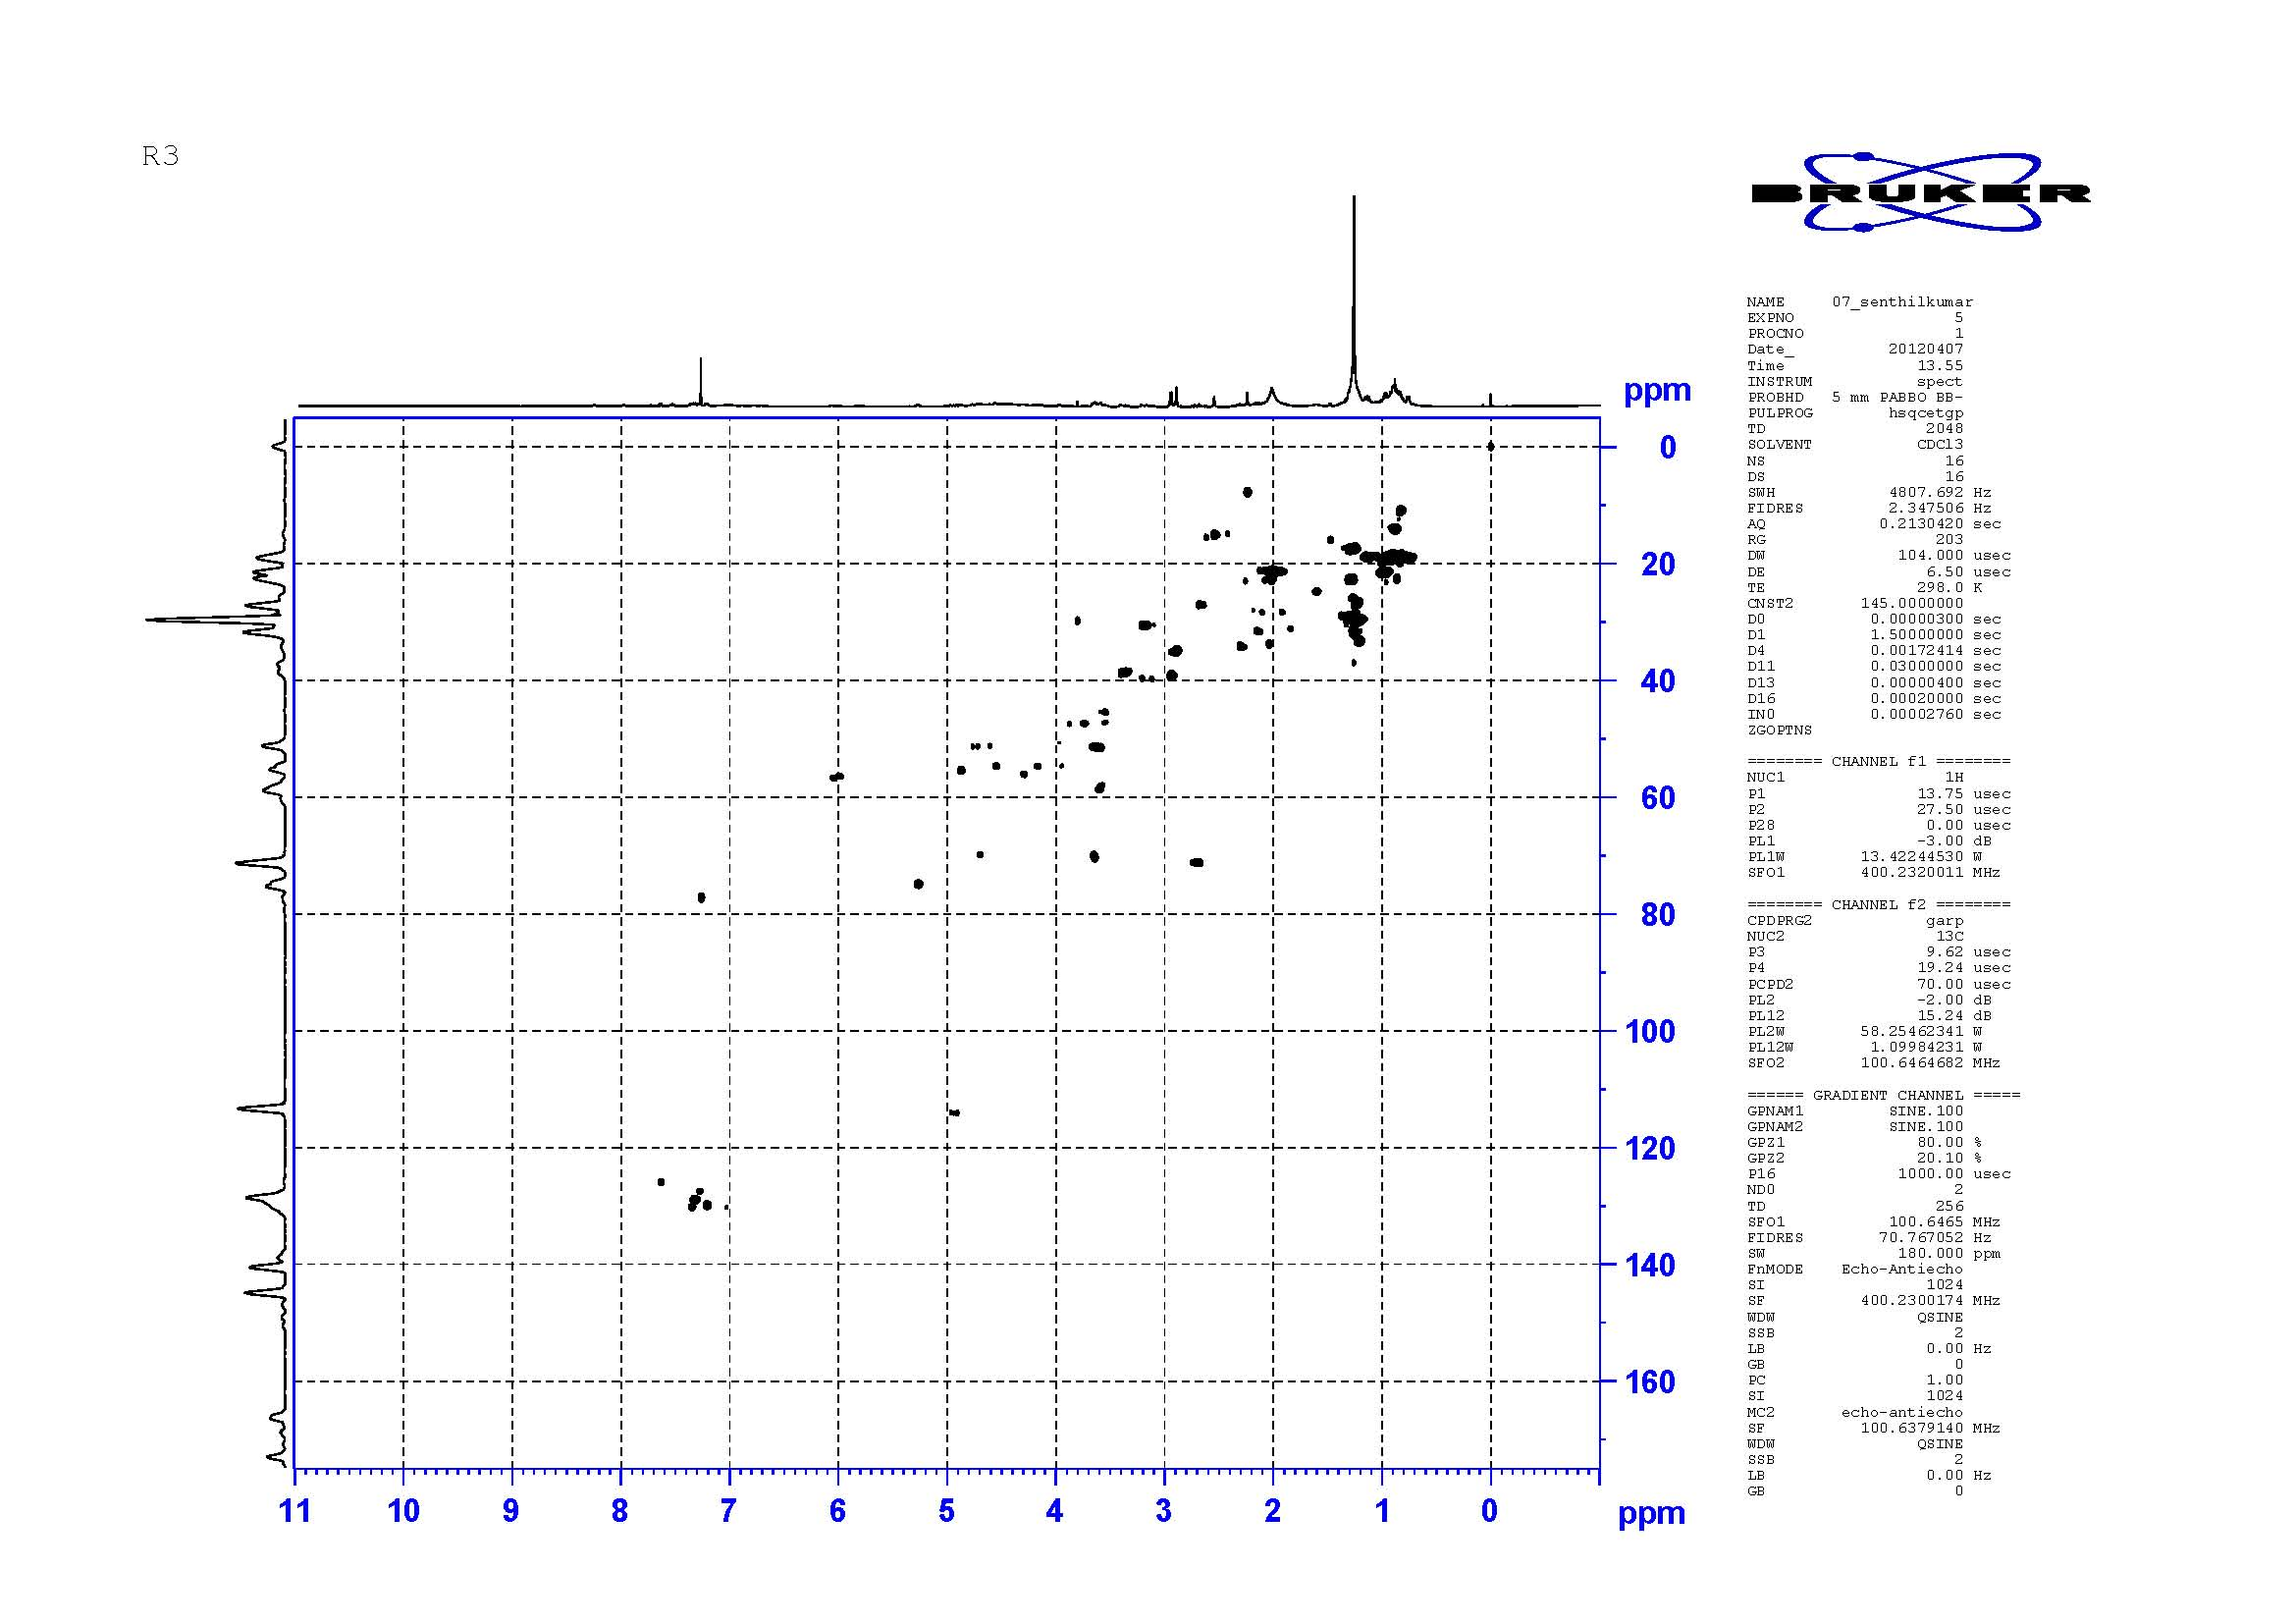 R3
BRUKER
NAME 07_senthilkumar
EXPNO 5
PROCNO 1
Date_ 20120407
Time 13.55
INSTRUM spect
PROBHD 5 mm PABBO BB-
PULPROG hsqcetgp
TD 2048
SOLVENT CDCl3
NS 16
DS 16
SWH 4807.692 Hz
FIDRES 2.347506 Hz
AQ 0.2130420 sec
RG 203
DW 104.000 usec
DE 6.50 usec
TE 298.0 K
CNST2 145.0000000
D0 0.00000300 sec
D1 1.50000000 sec
D4 0.00172414 sec
D11 0.03000000 sec
D13 0.00000400 sec
D16 0.00020000 sec
IN0 0.00002760 sec
ZGOPTNS
======== CHANNEL f1 ========
NUC1 1H
P1 13.75 usec
P2 27.50 usec
P28 0.00 usec
PL1 -3.00 dB
PL1W 13.42244530 W
SFO1 400.2320011 MHz
======== CHANNEL f2 ========
CPDPRG2 garp
NUC2 13C
P3 9.62 usec
P4 19.24 usec
PCPD2 70.00 usec
PL2 -2.00 dB
PL12 15.24 dB
PL2W 58.25462341 W
PL12W 1.09984231 W
SFO2 100.6464682 MHz
====== GRADIENT CHANNEL =====
GPNAM1 SINE.100
GPNAM2 SINE.100
GPZ1 80.00 %
GPZ2 20.10 %
P16 1000.00 usec
ND0 2
TD 256
SFO1 100.6465 MHz
FIDRES 70.767052 Hz
SW 180.000 ppm
FnMODE Echo-Antiecho
SI 1024
SF 400.2300174 MHz
WDW QSINE
SSB 2
LB 0.00 Hz
GB 0
PC 1.00
SI 1024
MC2 echo-antiecho
SF 100.6379140 MHz
WDW QSINE
SSB 2
LB 0.00 Hz
GB 0
ppm
0
20
40
60
80
100
120
140
160
11 10 9 8 7 6 5 4 3 2 1 0 ppm